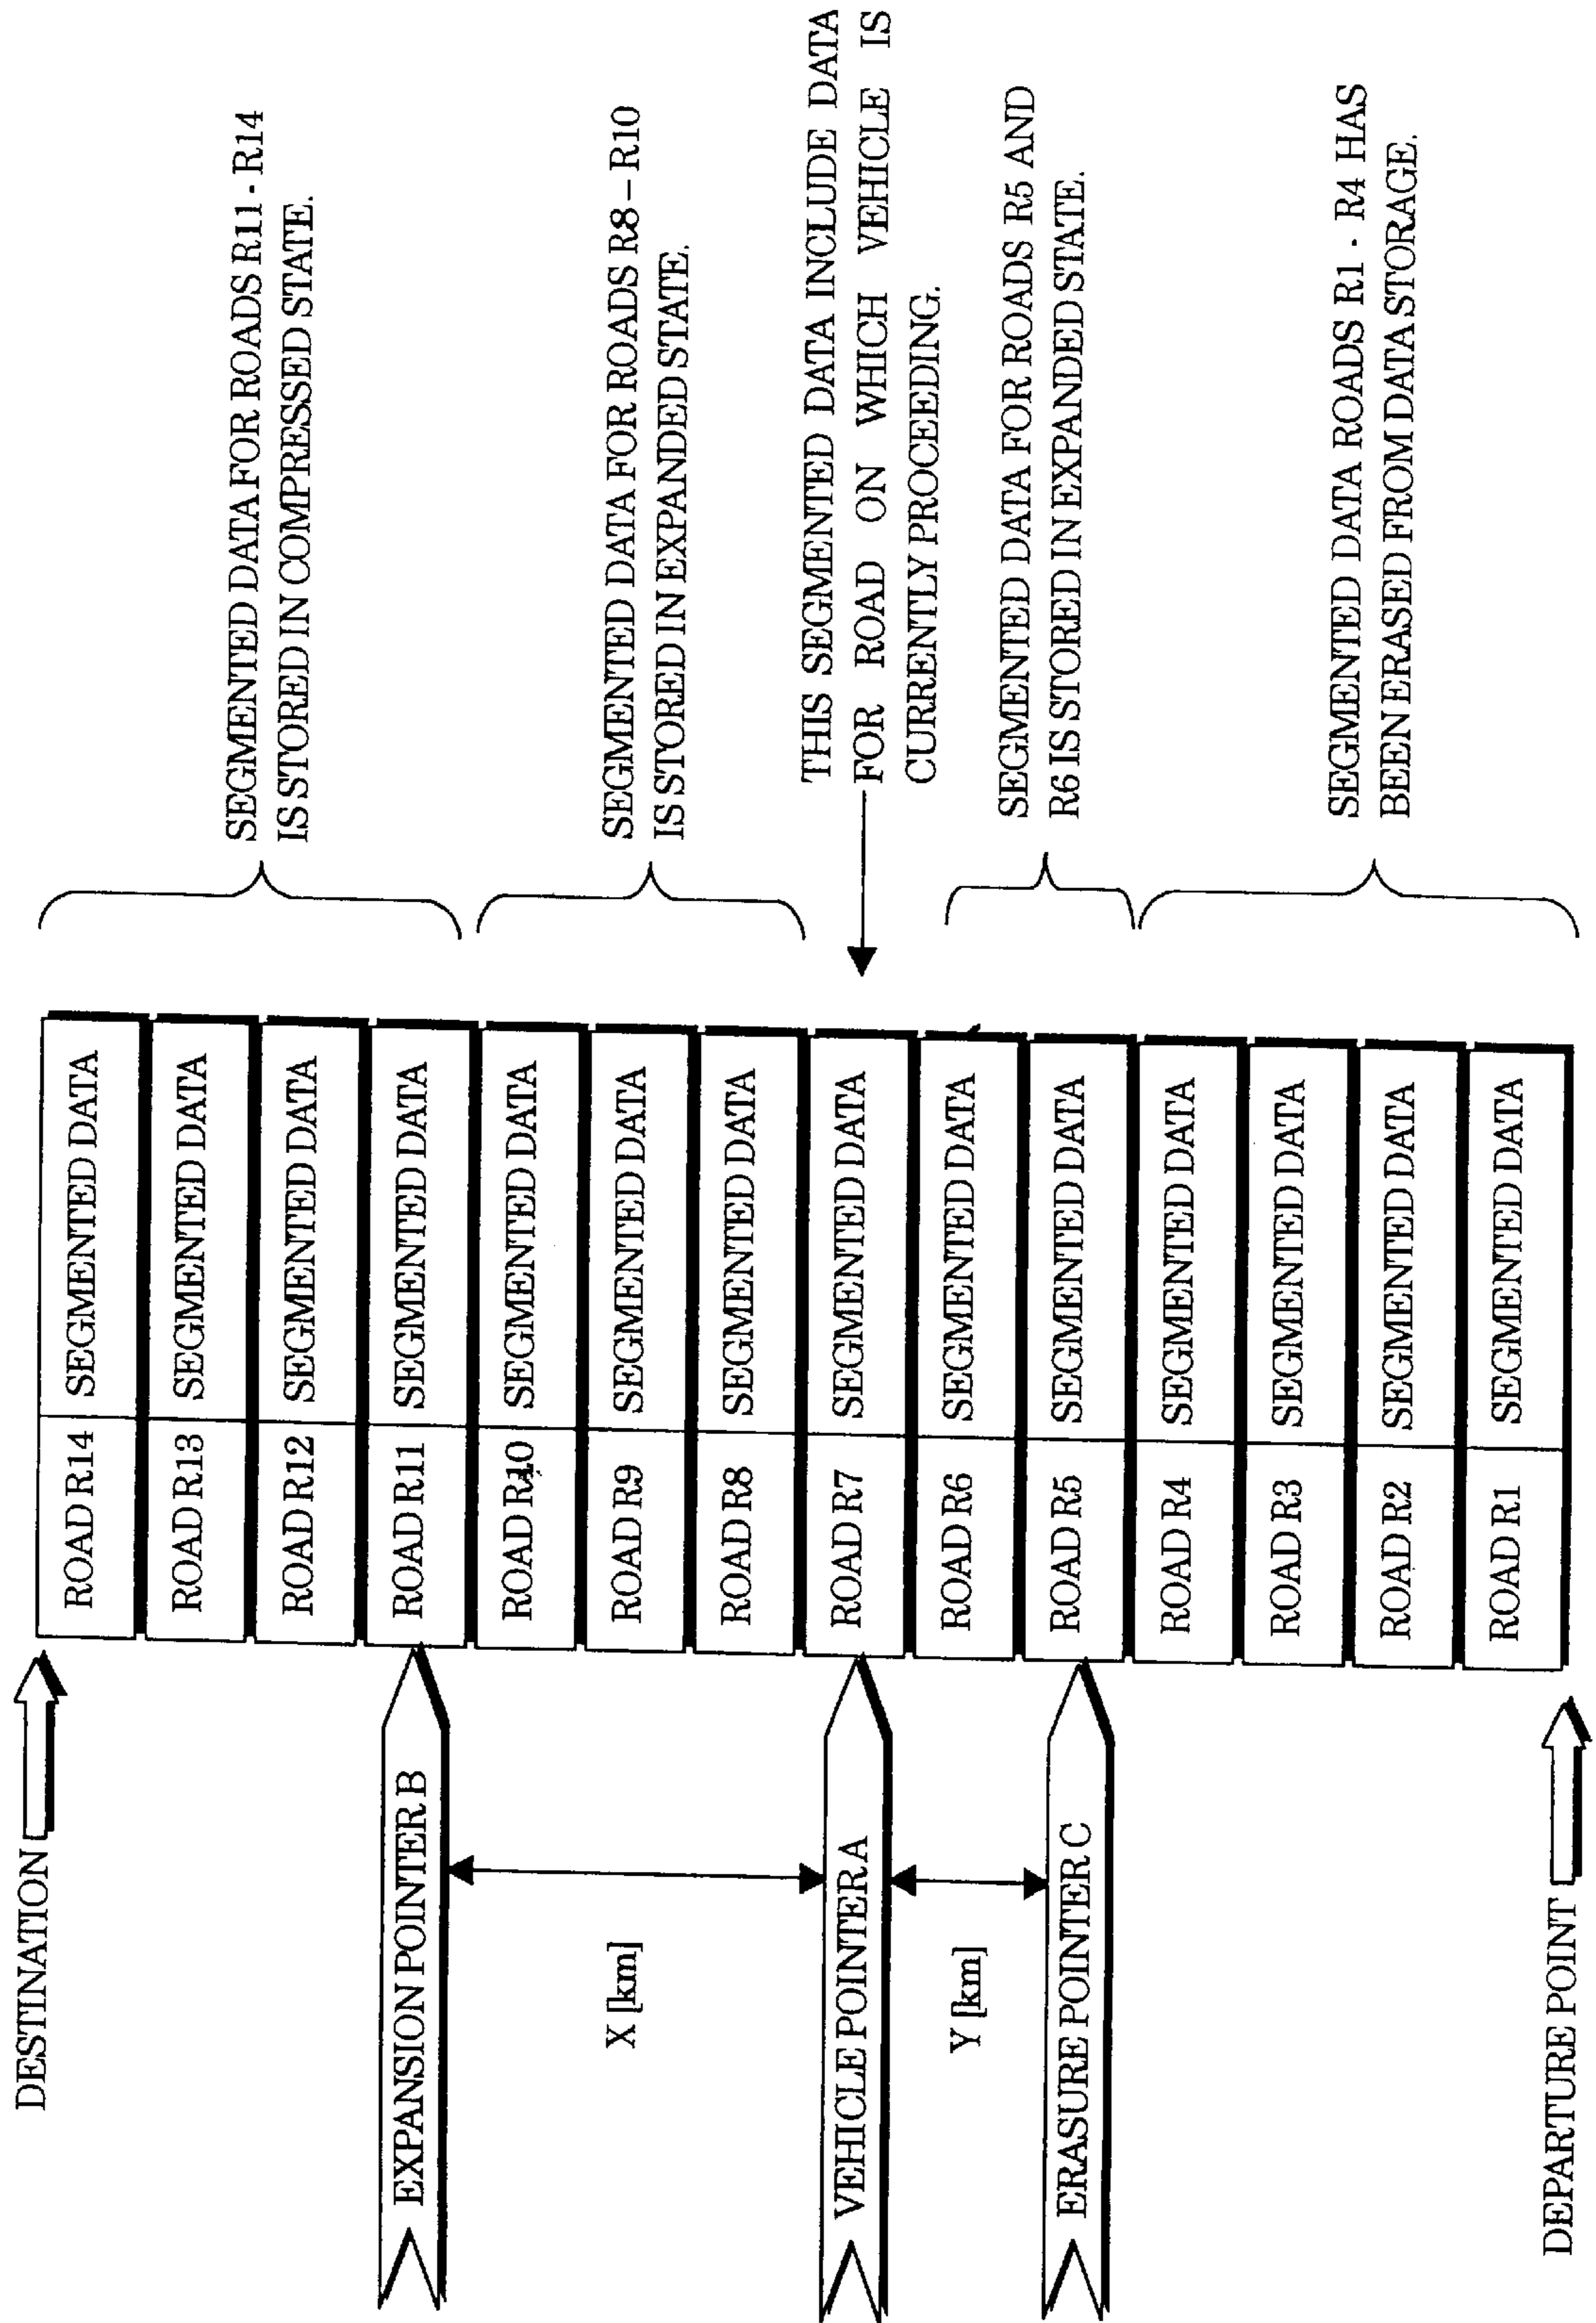 DESTINATION
EXPANSION POINTER B
X [km]
VEHICLE POINTER A
Y [km]
ERASURE POINTER C
DEPARTURE POINT
ROAD R14 SEGMENTED DATA
ROAD R13 SEGMENTED DATA
ROAD R12 SEGMENTED DATA
ROAD R11 SEGMENTED DATA
ROAD R10 SEGMENTED DATA
ROAD R9 SEGMENTED DATA
ROAD R8 SEGMENTED DATA
ROAD R7 SEGMENTED DATA
ROAD R6 SEGMENTED DATA
ROAD R5 SEGMENTED DATA
ROAD R4 SEGMENTED DATA
ROAD R3 SEGMENTED DATA
ROAD R2 SEGMENTED DATA
ROAD R1 SEGMENTED DATA
SEGMENTED DATA FOR ROADS R11 - R14
IS STORED IN COMPRESSED STATE.
SEGMENTED DATA FOR ROADS R8 – R10
IS STORED IN EXPANDED STATE.
THIS SEGMENTED DATA INCLUDE DATA
FOR ROAD ON WHICH VEHICLE IS
CURRENTLY PROCEEDING.
SEGMENTED DATA FOR ROADS R5 AND
R6 IS STORED IN EXPANDED STATE.
SEGMENTED DATA ROADS R1 - R4 HAS
BEEN ERASED FROM DATA STORAGE.